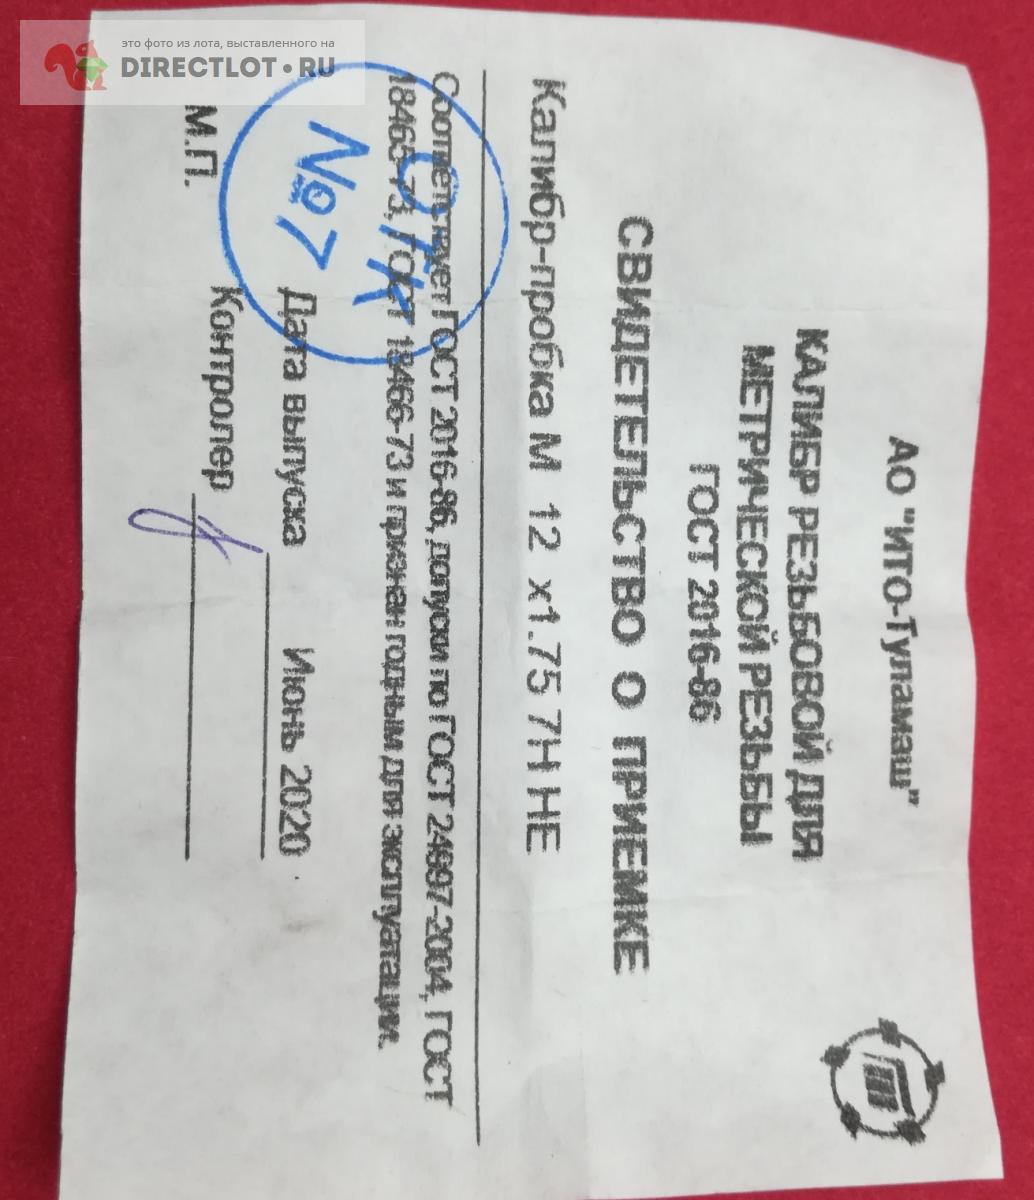 это фото из лота, выставленного на
DIRECTLOT.RU
Ао "ИТО-Туламаш"
КАЛИБР РЕЗЬБОВОЙ ДЛЯ
МЕТРИЧЕСКОЙ РЕЗЬБЫ
ГОСТ 2016-86
СВИДЕТЕЛЬСТВО О ПРИЕМКЕ
Калибр-пробка М 12 х1.75 7Н НЕ
Соответствует ГОСТ 2016-86, допуски по ГОСТ 24997-2004, ГОСТ
18465-73, ГОСТ 18466-73 и признан годным для эксплуатации.
ОТК
№7
Дата выпуска Июнь 2020
Контролер
М.П.